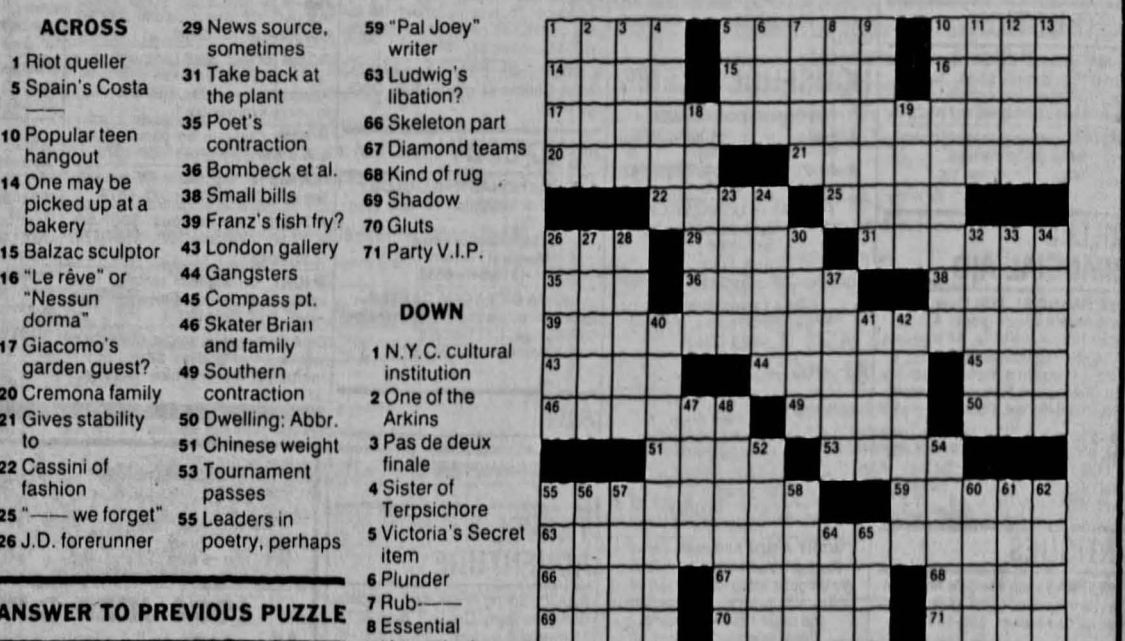 ACROSS
1 Riot queller
5 Spain's Costa
——
10 Popular teen
hangout
14 One may be
picked up at a
bakery
15 Balzac sculptor
16 "Le rêve" or
"Nessun
dorma"
17 Giacomo's
garden guest?
20 Cremona family
21 Gives stability
to
22 Cassini of
fashion
25 "—— we forget"
26 J.D. forerunner
29 News source,
sometimes
31 Take back at
the plant
35 Poet's
contraction
36 Bombeck et al.
38 Small bills
39 Franz's fish fry?
43 London gallery
44 Gangsters
45 Compass pt.
46 Skater Brian
and family
49 Southern
contraction
50 Dwelling: Abbr.
51 Chinese weight
53 Tournament
passes
55 Leaders in
poetry, perhaps
59 "Pal Joey"
writer
63 Ludwig's
libation?
66 Skeleton part
67 Diamond teams
68 Kind of rug
69 Shadow
70 Gluts
71 Party V.I.P.
DOWN
1 N.Y.C. cultural
institution
2 One of the
Arkins
3 Pas de deux
finale
4 Sister of
Terpsichore
5 Victoria's Secret
item
6 Plunder
7 Rub-——
8 Essential
ANSWER TO PREVIOUS PUZZLE
1 2 3 4 5 6 7 8 9 10 11 12 13
14 15 16
17 18 19
20 21
22 23 24 25
26 27 28 29 30 31 32 33 34
35 36 37 38
39 40 41 42
43 44 45
46 47 48 49 50
51 52 53 54
55 56 57 58 59 60 61 62
63 64 65
66 67 68
69 70 71